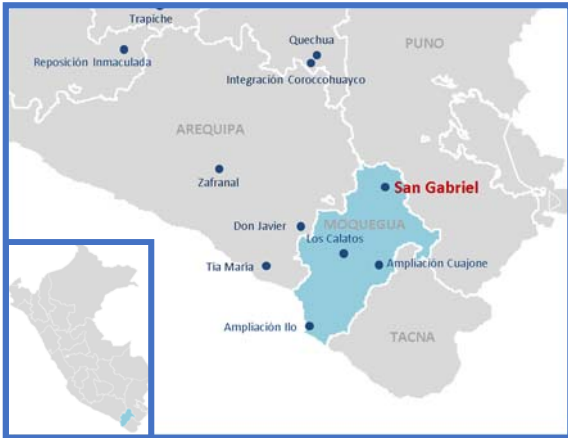 Trapiche
Quechua
PUNO
Reposición Inmaculada
Integración Coroccohuayco
AREQUIPA
Zafranal
San Gabriel
Don Javier
MOQUEGUA
Los Calatos
Tia Maria
Ampliación Cuajone
Ampliación Ilo
TACNA